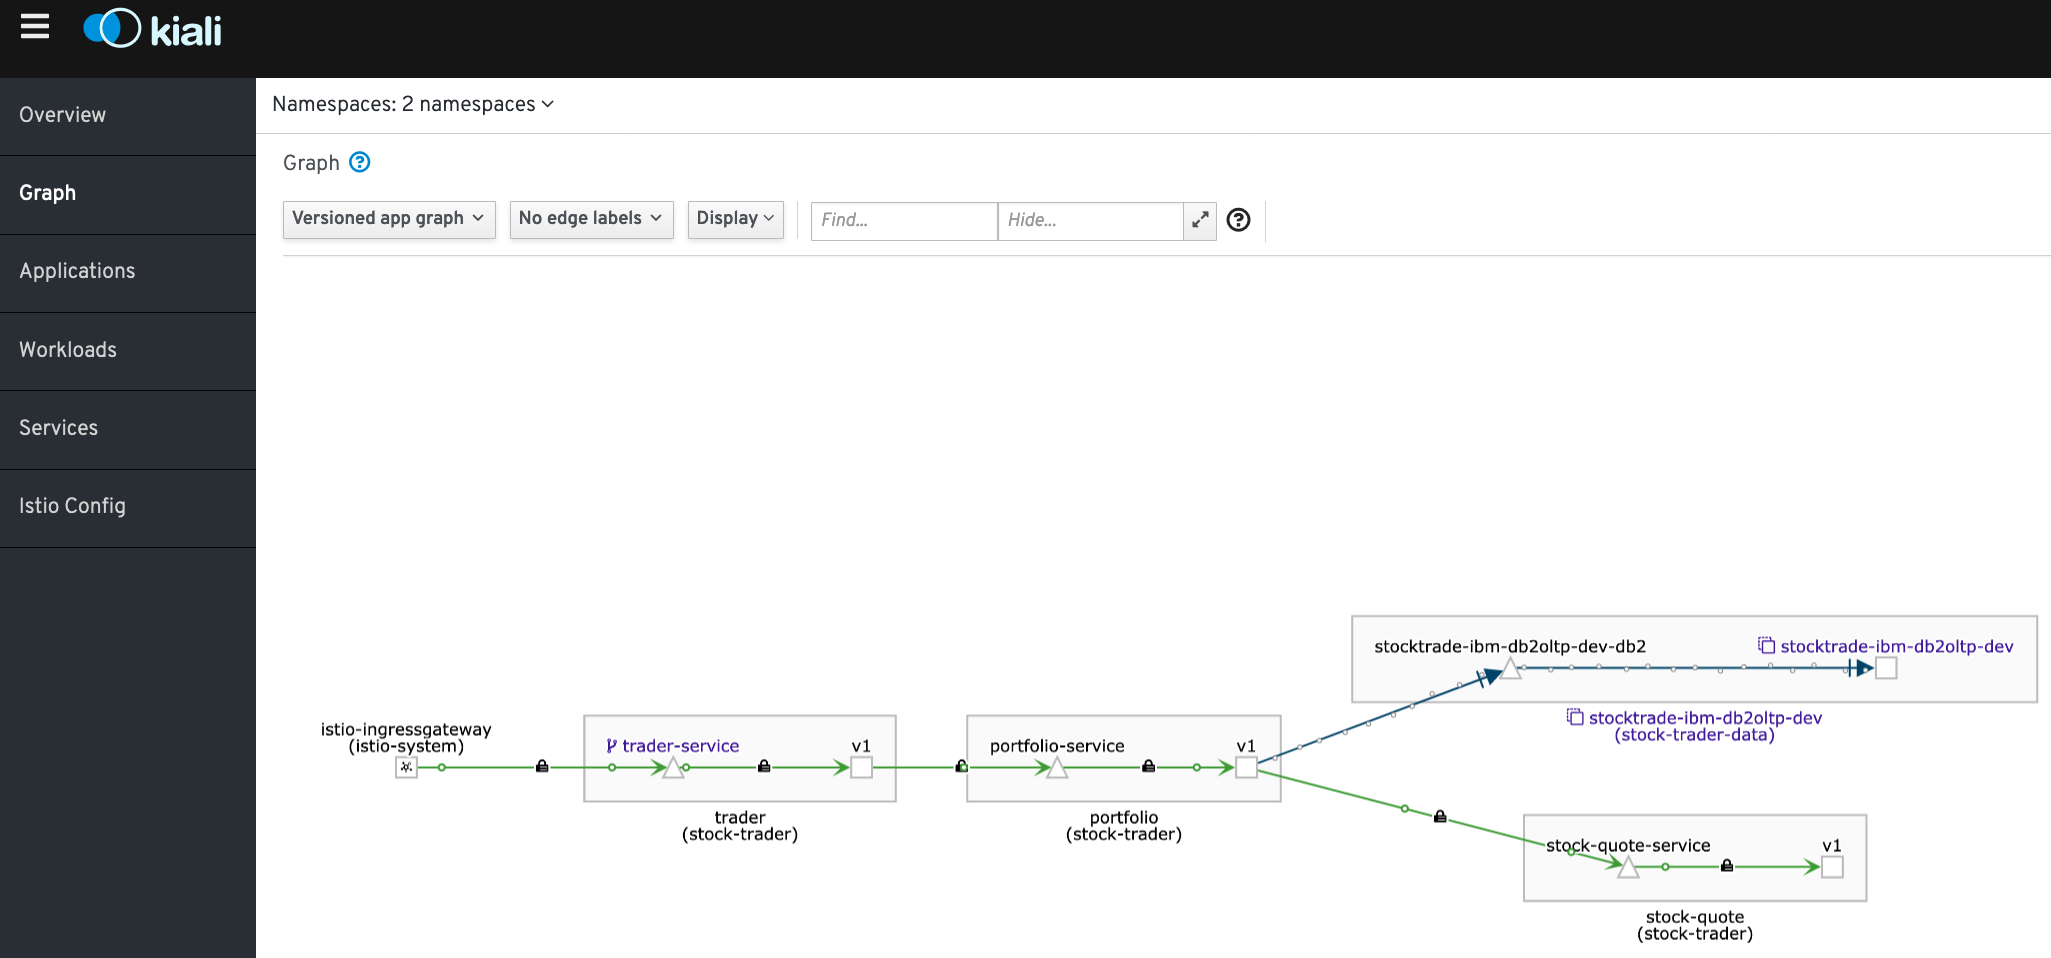 kiali
Overview
Graph
Applications
Workloads
Services
Istio Config
Namespaces: 2 namespaces
Graph
Versioned app graph
No edge labels
Display
Find...
Hide...
stocktrade-ibm-db2oltp-dev-db2
stocktrade-ibm-db2oltp-dev
stocktrade-ibm-db2oltp-dev
(stock-trader-data)
istio-ingressgateway
(istio-system)
trader-service
v1
trader
(stock-trader)
portfolio-service
v1
portfolio
(stock-trader)
stock-quote-service
v1
stock-quote
(stock-trader)